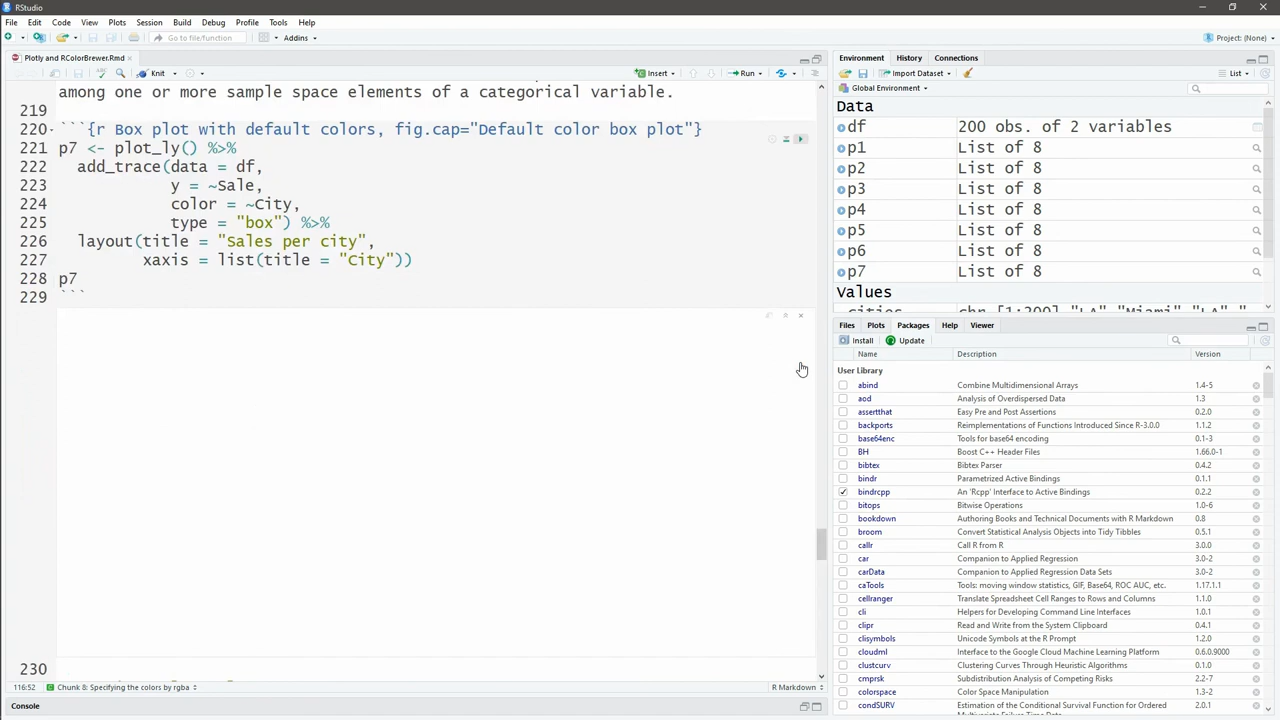 RStudio
File Edit Code View Plots Session Build Debug Profile Tools Help
Go to file/function Addins Project: (None)
Plotly and RColorBrewer.Rmd
Knit Insert Run
among one or more sample space elements of a categorical variable.
219
220 ```{r Box plot with default colors, fig.cap="Default color box plot"}
221 p7 <- plot_ly() %>%
222 add_trace(data = df,
223 y = ~Sale,
224 color = ~City,
225 type = "box") %>%
226 layout(title = "Sales per city",
227 xaxis = list(title = "City"))
228 p7
229 ```
230
116:52 Chunk 8: Specifying the colors by rgba R Markdown
Console
Environment History Connections
Import Dataset List
Global Environment
Data
df 200 obs. of 2 variables
p1 List of 8
p2 List of 8
p3 List of 8
p4 List of 8
p5 List of 8
p6 List of 8
p7 List of 8
Values
cities chr [1:200] "LA" "Miami" "LA" "
Files Plots Packages Help Viewer
Install Update
Name Description Version
User Library
abind Combine Multidimensional Arrays 1.4-5
aod Analysis of Overdispersed Data 1.3
assertthat Easy Pre and Post Assertions 0.2.0
backports Reimplementations of Functions Introduced Since R-3.0.0 1.1.2
base64enc Tools for base64 encoding 0.1-3
BH Boost C++ Header Files 1.66.0-1
bibtex Bibtex Parser 0.4.2
bindr Parametrized Active Bindings 0.1.1
bindrcpp An 'Rcpp' Interface to Active Bindings 0.2.2
bitops Bitwise Operations 1.0-6
bookdown Authoring Books and Technical Documents with R Markdown 0.8
broom Convert Statistical Analysis Objects into Tidy Tibbles 0.5.1
callr Call R from R 3.0.0
car Companion to Applied Regression 3.0-2
carData Companion to Applied Regression Data Sets 3.0-2
caTools Tools: moving window statistics, GIF, Base64, ROC AUC, etc. 1.17.1.1
cellranger Translate Spreadsheet Cell Ranges to Rows and Columns 1.1.0
cli Helpers for Developing Command Line Interfaces 1.0.1
clipr Read and Write from the System Clipboard 0.4.1
clisymbols Unicode Symbols at the R Prompt 1.2.0
cloudml Interface to the Google Cloud Machine Learning Platform 0.6.0.9000
clustcurv Clustering Curves Through Heuristic Algorithms 0.1.0
cmprsk Subdistribution Analysis of Competing Risks 2.2-7
colorspace Color Space Manipulation 1.3-2
condSURV Estimation of the Conditional Survival Function for Ordered 2.0.1